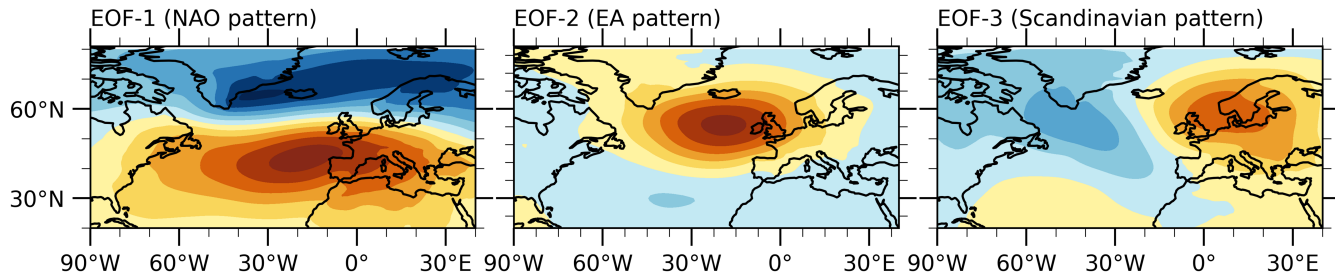 EOF-1 (NAO pattern) EOF-2 (EA pattern) EOF-3 (Scandinavian pattern)
60°N
30°N
90°W 60°W 30°W 0° 30°E 90°W 60°W 30°W 0° 30°E 90°W 60°W 30°W 0° 30°E